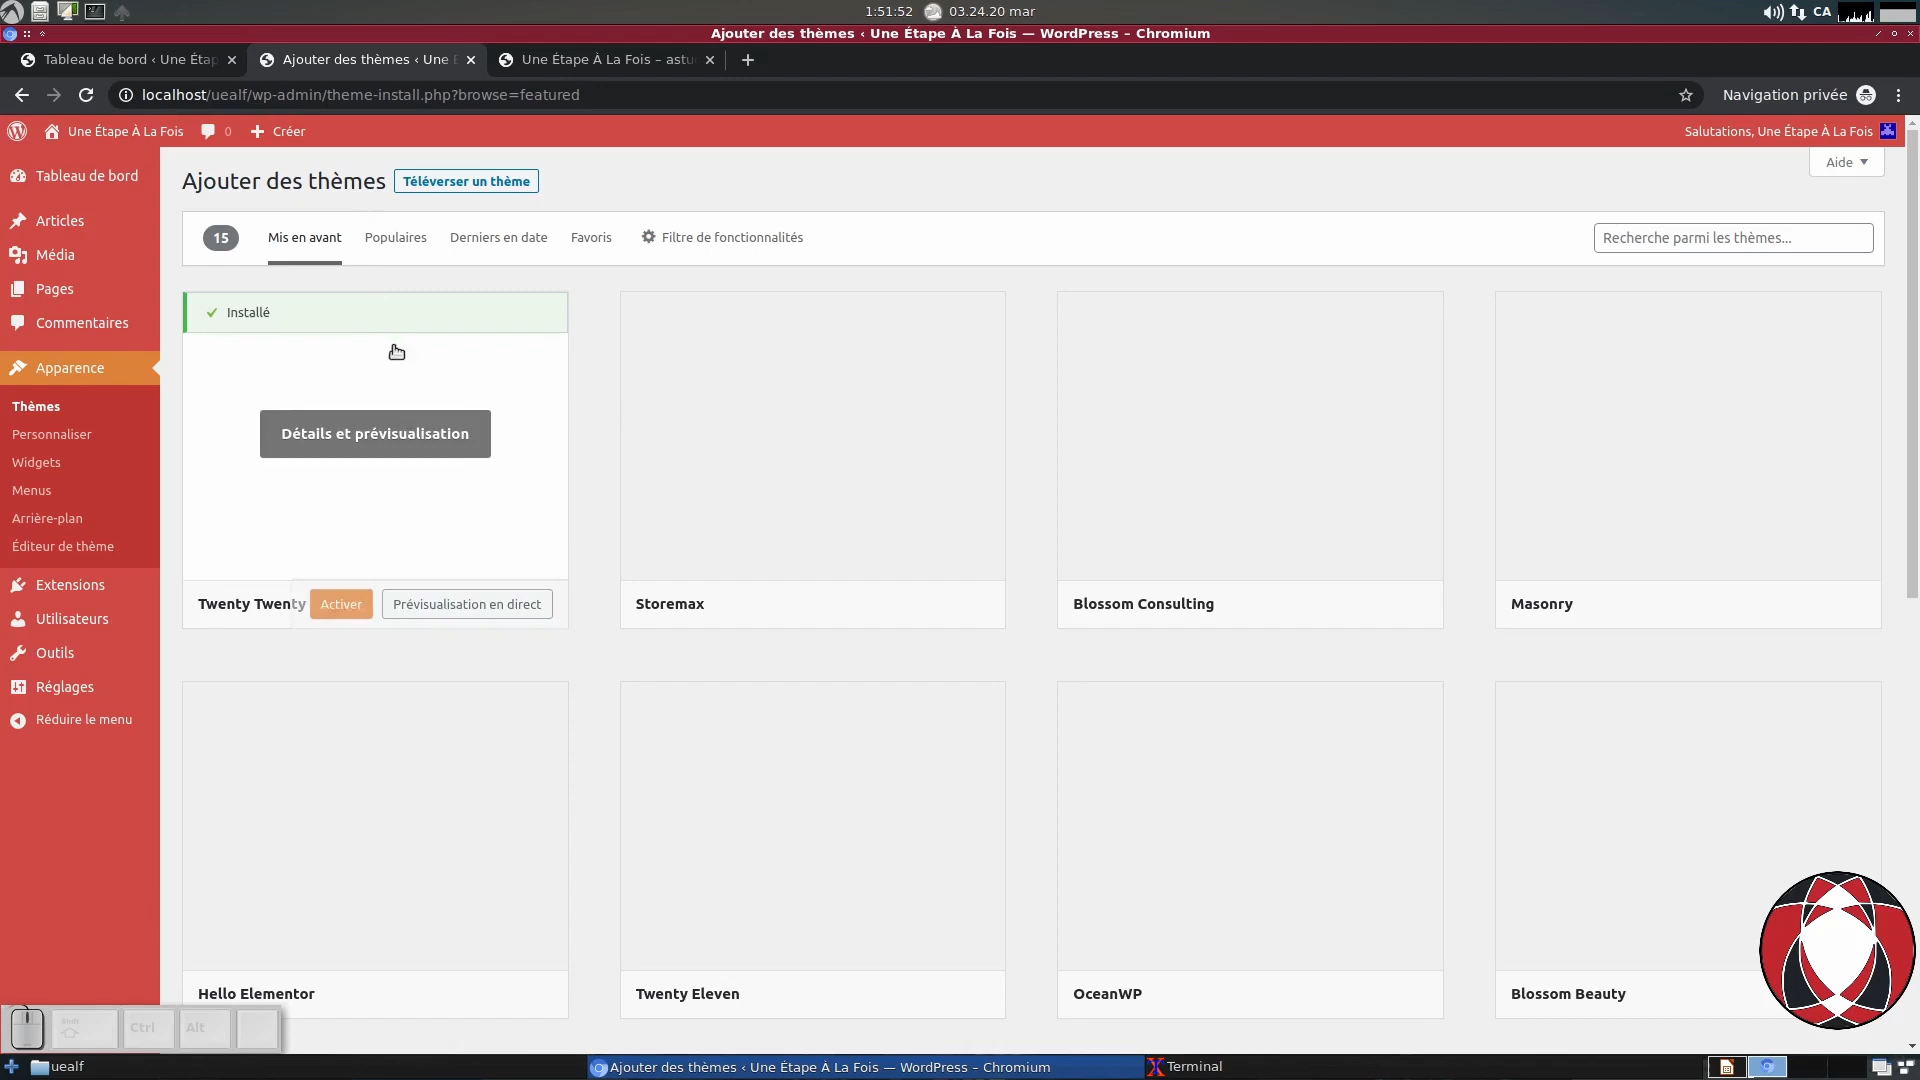 1:51:52 03.24.20 mar
CA
Ajouter des thèmes ‹ Une Étape À La Fois — WordPress – Chromium
Tableau de bord ‹ Une Étap
Ajouter des thèmes ‹ Une É
Une Étape À La Fois – astu
localhost/uealf/wp-admin/theme-install.php?browse=featured
Navigation privée
Une Étape À La Fois
0
Créer
Salutations, Une Étape À La Fois
Tableau de bord
Articles
Média
Pages
Commentaires
Apparence
Thèmes
Personnaliser
Widgets
Menus
Arrière-plan
Éditeur de thème
Extensions
Utilisateurs
Outils
Réglages
Réduire le menu
Aide
Ajouter des thèmes
Téléverser un thème
15
Mis en avant
Populaires
Derniers en date
Favoris
Filtre de fonctionnalités
Recherche parmi les thèmes...
Installé
Détails et prévisualisation
Twenty Twenty
Activer
Prévisualisation en direct
Storemax
Blossom Consulting
Masonry
Hello Elementor
Twenty Eleven
OceanWP
Blossom Beauty
Shift
Ctrl
Alt
uealf
Ajouter des thèmes ‹ Une Étape À La Fois — WordPress – Chromium
Terminal